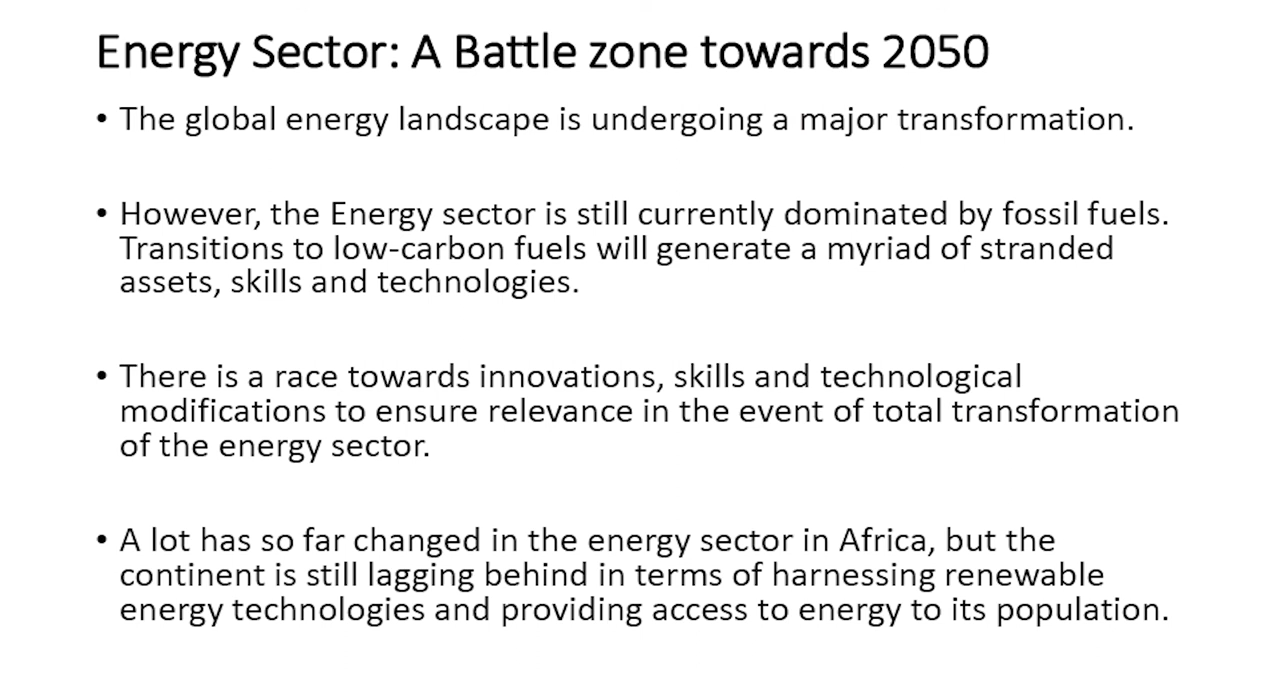 Energy Sector: A Battle zone towards 2050
• The global energy landscape is undergoing a major transformation.
• However, the Energy sector is still currently dominated by fossil fuels.
Transitions to low-carbon fuels will generate a myriad of stranded
assets, skills and technologies.
• There is a race towards innovations, skills and technological
modifications to ensure relevance in the event of total transformation
of the energy sector.
• A lot has so far changed in the energy sector in Africa, but the
continent is still lagging behind in terms of harnessing renewable
energy technologies and providing access to energy to its population.